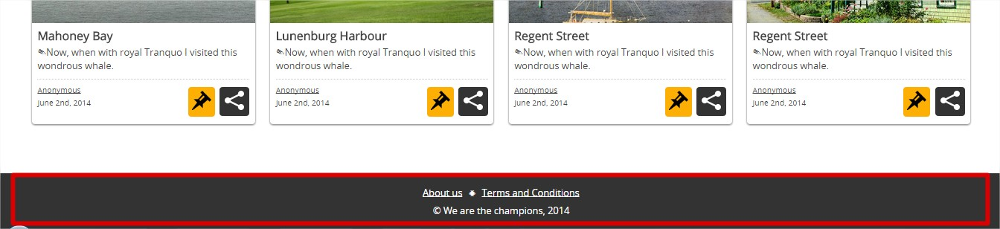 Mahoney Bay
Now, when with royal Tranquo I visited this
wondrous whale.
Anonymous
June 2nd, 2014
Lunenburg Harbour
Now, when with royal Tranquo I visited this
wondrous whale.
Anonymous
June 2nd, 2014
Regent Street
Now, when with royal Tranquo I visited this
wondrous whale.
Anonymous
June 2nd, 2014
Regent Street
Now, when with royal Tranquo I visited this
wondrous whale.
Anonymous
June 2nd, 2014
About us Terms and Conditions
© We are the champions, 2014